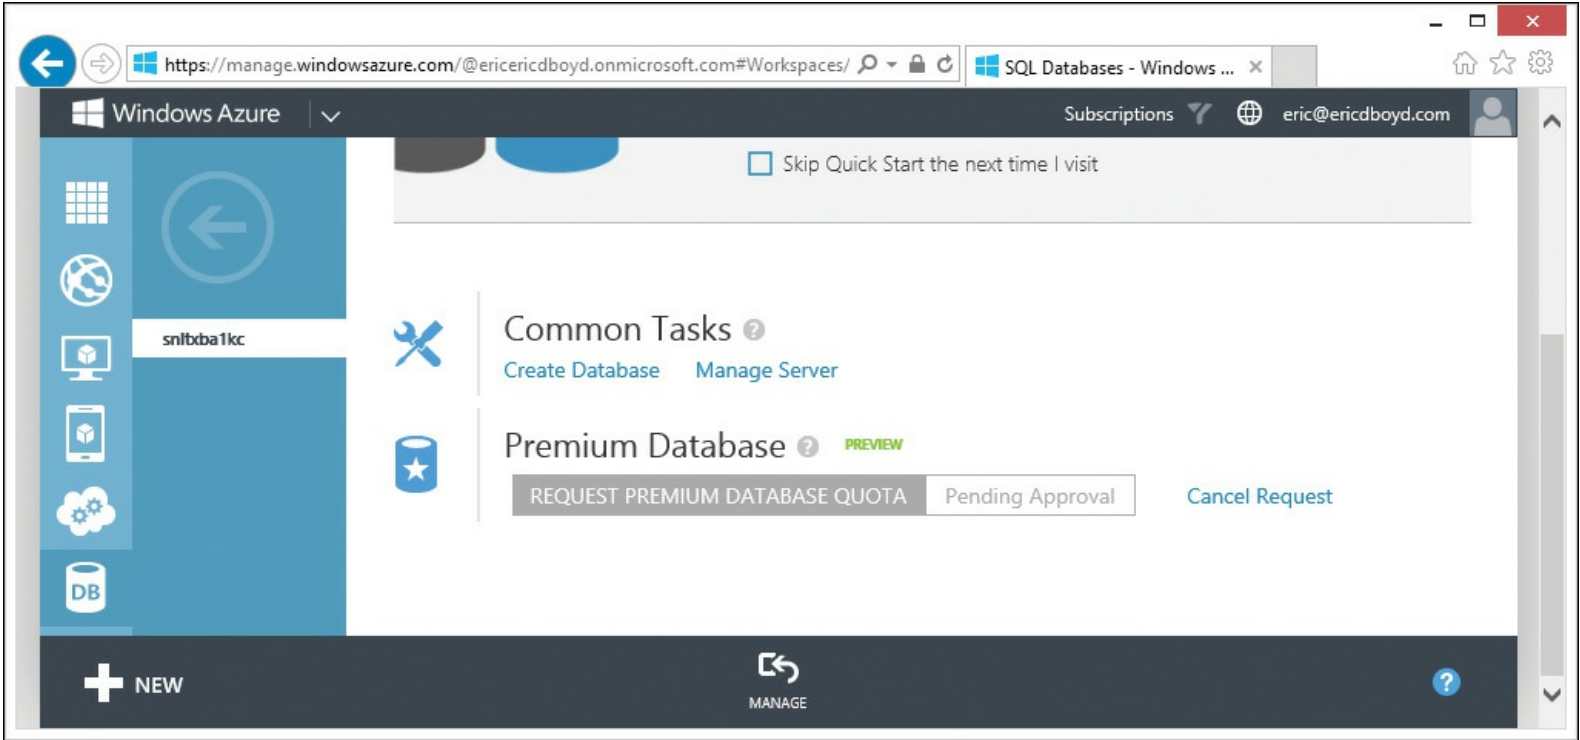 https://manage.windowsazure.com/@ericericdboyd.onmicrosoft.com#Workspaces/
SQL Databases - Windows ...
Windows Azure
Subscriptions
eric@ericdboyd.com
Skip Quick Start the next time I visit
snltxba1kc
Common Tasks ?
Create Database Manage Server
Premium Database ? PREVIEW
REQUEST PREMIUM DATABASE QUOTA Pending Approval Cancel Request
DB
NEW
MANAGE
?